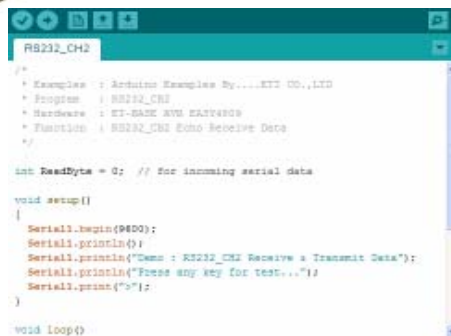 RS232_CH2
/*
* Examples : Arduino Examples By....ETT CO.,LTD
* Program : RS232_CH2
* Hardware : ET-BASE AVR EASY4809
* Function : RS232_CH2 Echo Receive Data
*/
int ReadByte = 0; // for incoming serial data
void setup()
{
Serial1.begin(9600);
Serial1.println();
Serial1.println("Demo : RS232_CH2 Receive & Transmit Data");
Serial1.println("Press any key for test...");
Serial1.print(">");
}
void loop()